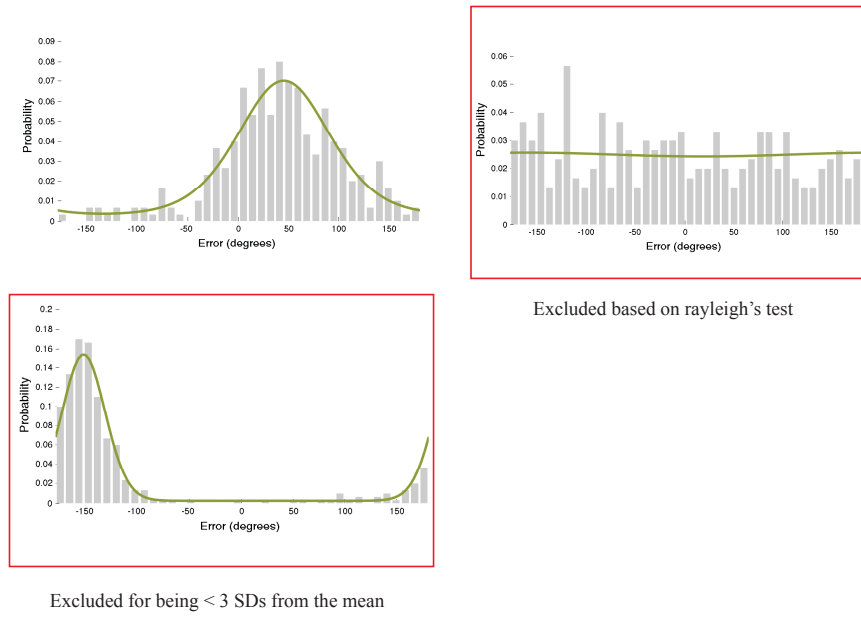 0.09
0.08
0.07
0.06
0.05
0.04
0.03
0.02
0.01
0
Probability
-150 -100 -50 0 50 100 150
Error (degrees)
0.06
0.05
0.04
0.03
0.02
0.01
0
Probability
-150 -100 -50 0 50 100 150
Error (degrees)
Excluded based on rayleigh’s test
0.2
0.18
0.16
0.14
0.12
0.1
0.08
0.06
0.04
0.02
0
Probability
-150 -100 -50 0 50 100 150
Error (degrees)
Excluded for being < 3 SDs from the mean